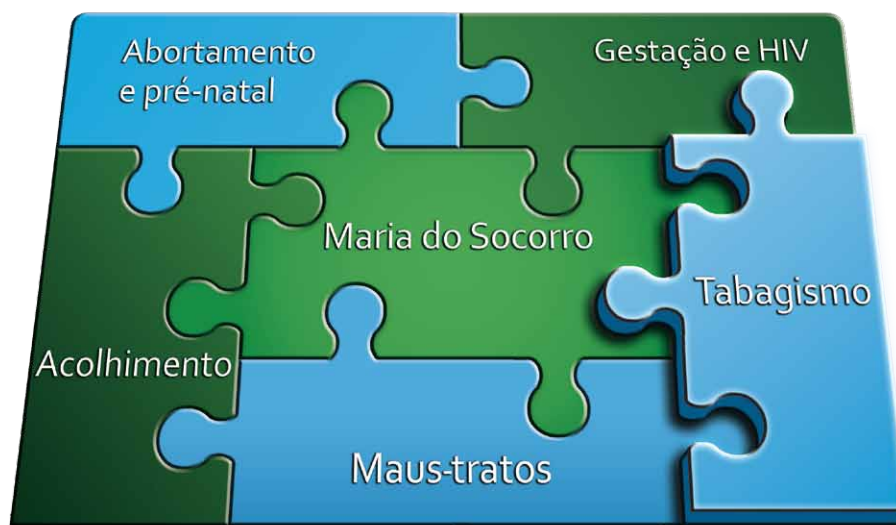 Abortamento
e pré-natal
Gestação e HIV
Maria do Socorro
Tabagismo
Acolhimento
Maus-tratos